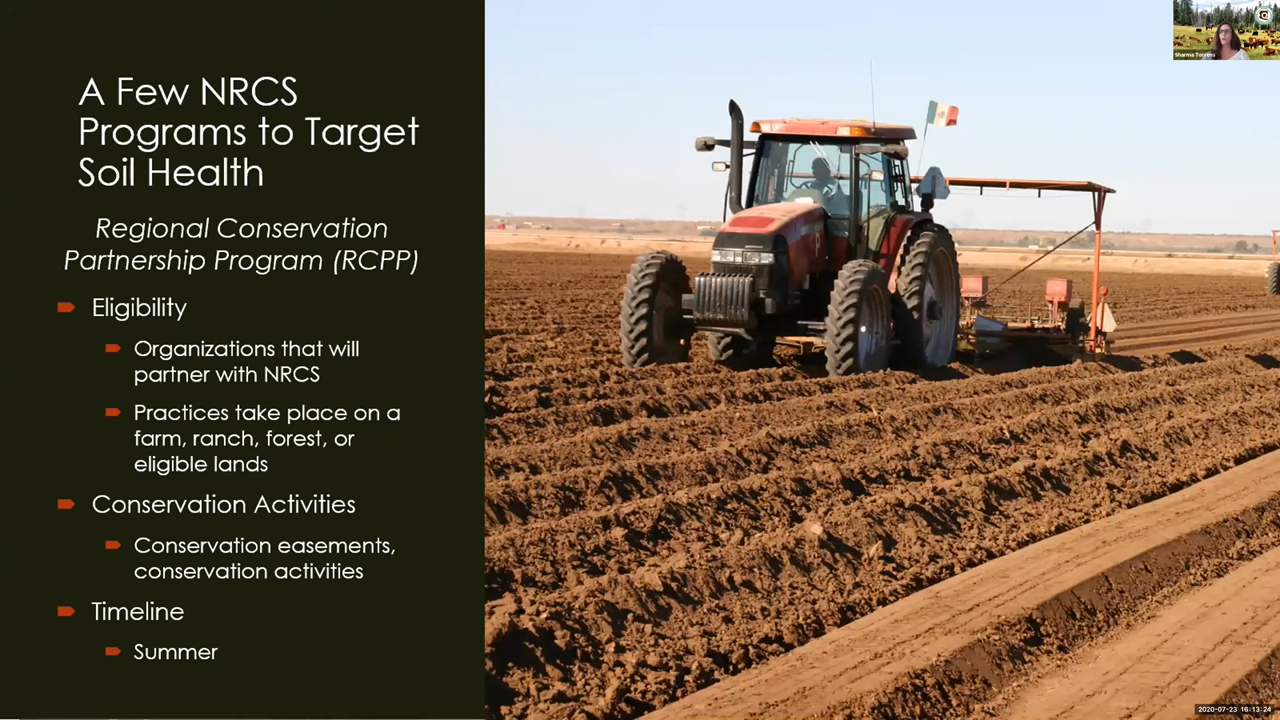 A Few NRCS
Programs to Target
Soil Health
Regional Conservation
Partnership Program (RCPP)
Eligibility
Organizations that will
partner with NRCS
Practices take place on a
farm, ranch, forest, or
eligible lands
Conservation Activities
Conservation easements,
conservation activities
Timeline
Summer
2020-07-23 16:13:24